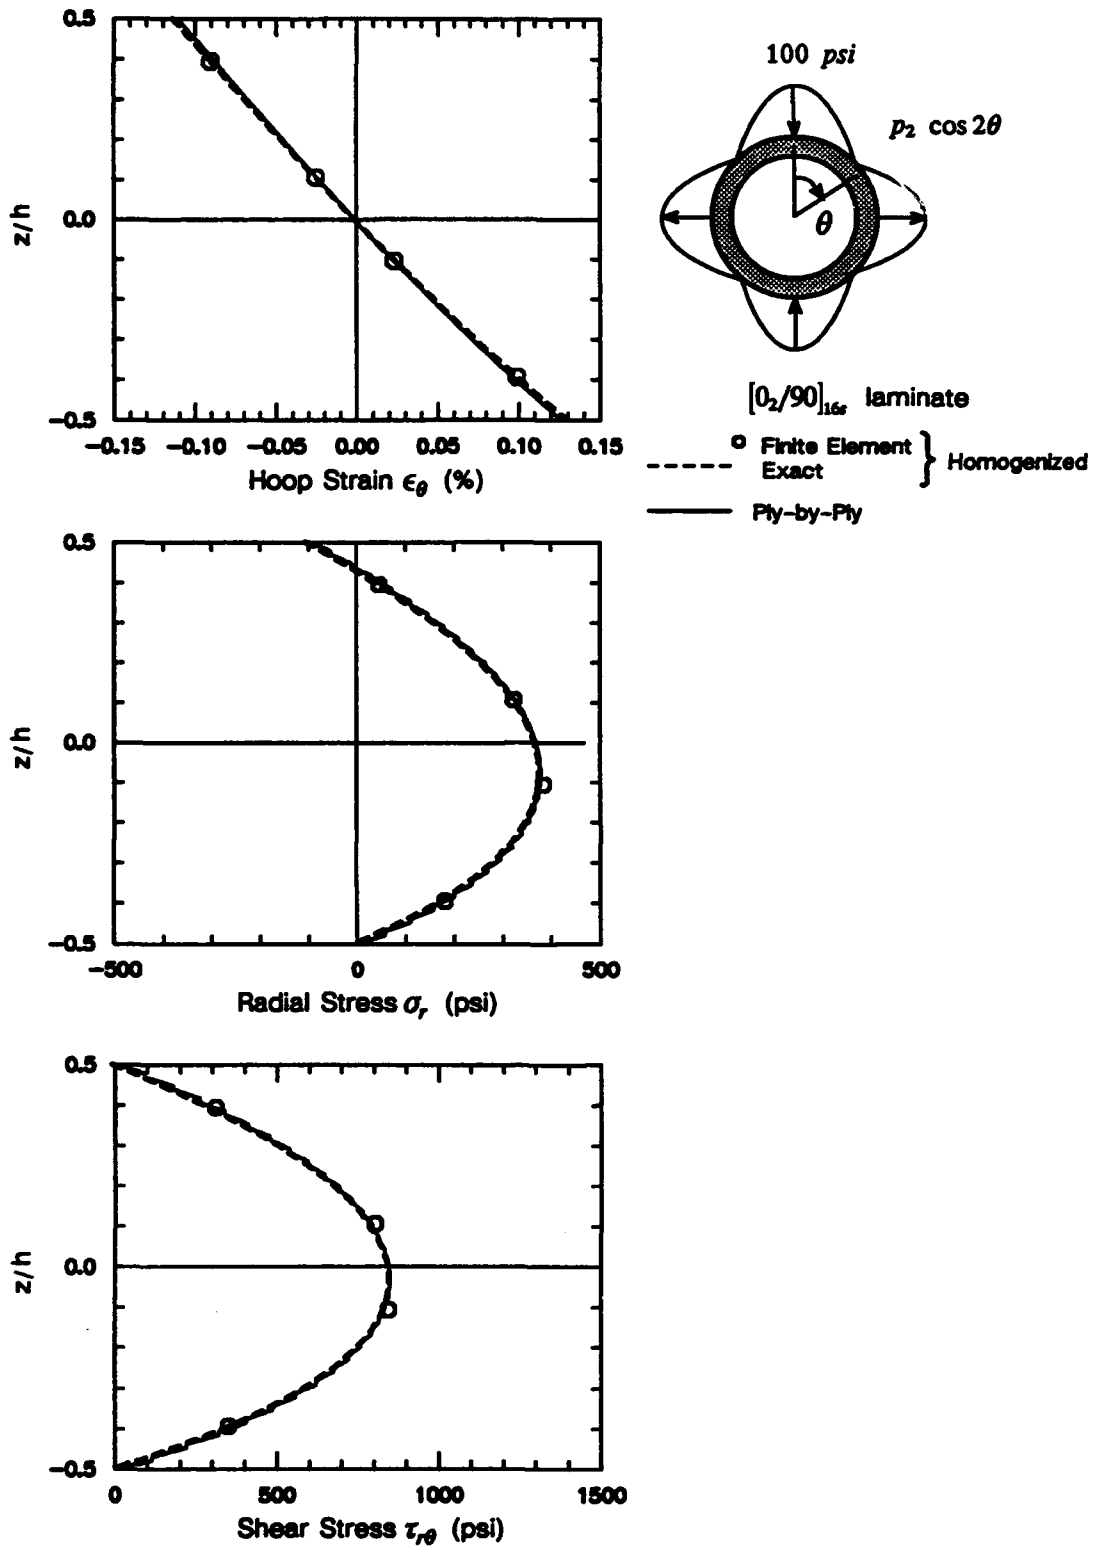 0.5
0.0
-0.5
z/h
-0.15 -0.10 -0.05 0.00 0.05 0.10 0.15
Hoop Strain ϵθ (%)
100 psi
p₂ cos2θ
θ
[0₂/90]₁₆ₛ laminate
Finite Element
Exact
} Homogenized
Ply-by-Ply
0.5
0.0
-0.5
z/h
-500 0 500
Radial Stress σr (psi)
0.5
0.0
-0.5
z/h
0 500 1000 1500
Shear Stress τrθ (psi)